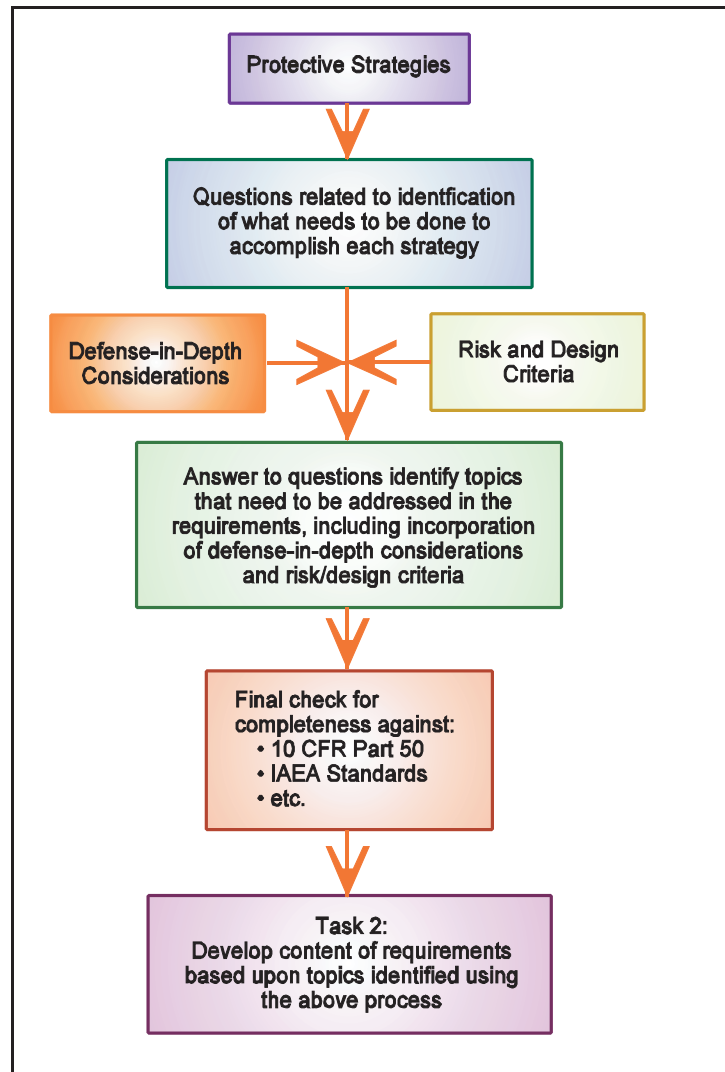 Protective Strategies
Questions related to identfication
of what needs to be done to
accomplish each strategy
Defense-in-Depth
Considerations
Risk and Design
Criteria
Answer to questions identify topics
that need to be addressed in the
requirements, including incorporation
of defense-in-depth considerations
and risk/design criteria
Final check for
completeness against:
• 10 CFR Part 50
• IAEA Standards
• etc.
Task 2:
Develop content of requirements
based upon topics identified using
the above process